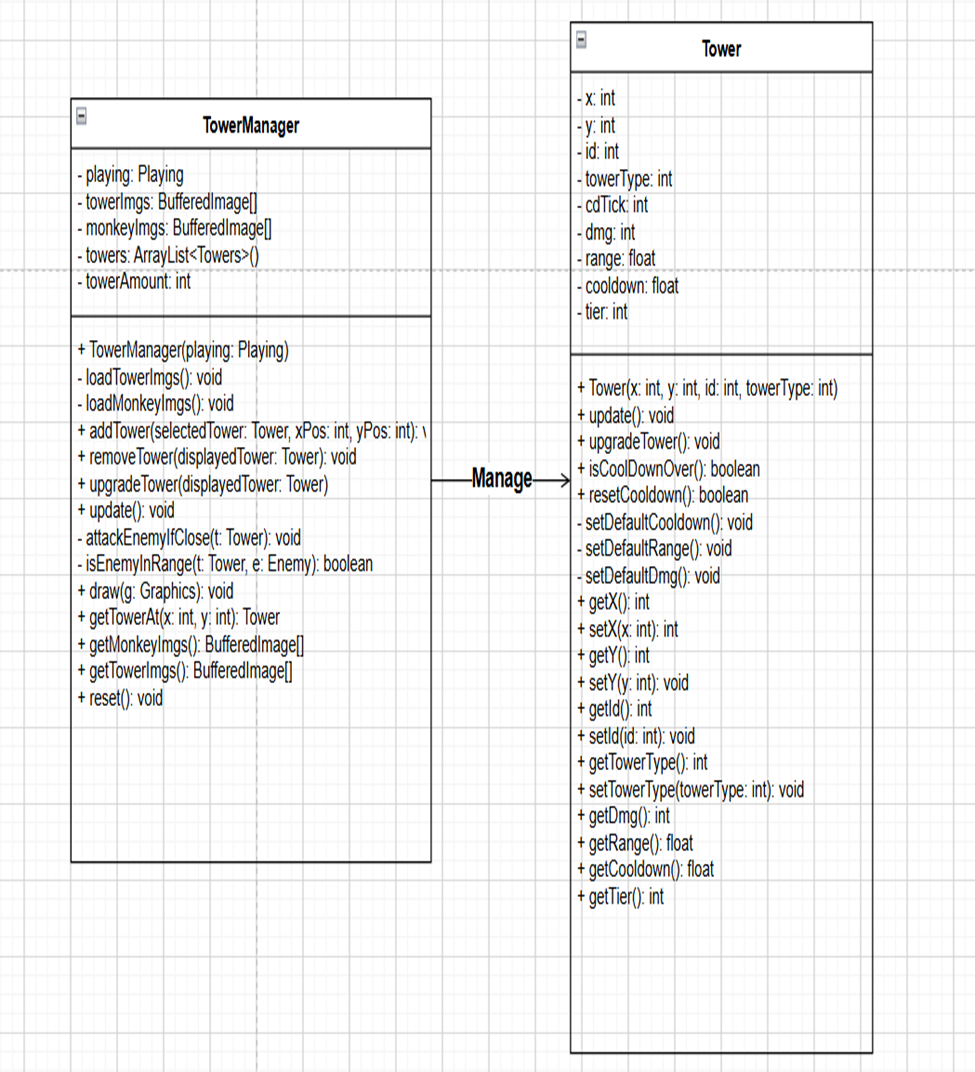 TowerManager
- playing: Playing
- towerImgs: BufferedImage[]
- monkeyImgs: BufferedImage[]
- towers: ArrayList<Towers>()
- towerAmount: int
+ TowerManager(playing: Playing)
- loadTowerImgs(): void
- loadMonkeyImgs(): void
+ addTower(selectedTower: Tower, xPos: int, yPos: int):
+ removeTower(displayedTower: Tower): void
+ upgradeTower(displayedTower: Tower)
+ update(): void
- attackEnemyIfClose(t: Tower): void
- isEnemyInRange(t: Tower, e: Enemy): boolean
+ draw(g: Graphics): void
+ getTowerAt(x: int, y: int): Tower
+ getMonkeyImgs(): BufferedImage[]
+ getTowerImgs(): BufferedImage[]
+ reset(): void
Manage
Tower
- x: int
- y: int
- id: int
- towerType: int
- cdTick: int
- dmg: int
- range: float
- cooldown: float
- tier: int
+ Tower(x: int, y: int, id: int, towerType: int)
+ update(): void
+ upgradeTower(): void
+ isCoolDownOver(): boolean
+ resetCooldown(): boolean
- setDefaultCooldown(): void
- setDefaultRange(): void
- setDefaultDmg(): void
+ getX(): int
+ setX(x: int): int
+ getY(): int
+ setY(y: int): void
+ getId(): int
+ setId(id: int): void
+ getTowerType(): int
+ setTowerType(towerType: int): void
+ getDmg(): int
+ getRange(): float
+ getCooldown(): float
+ getTier(): int